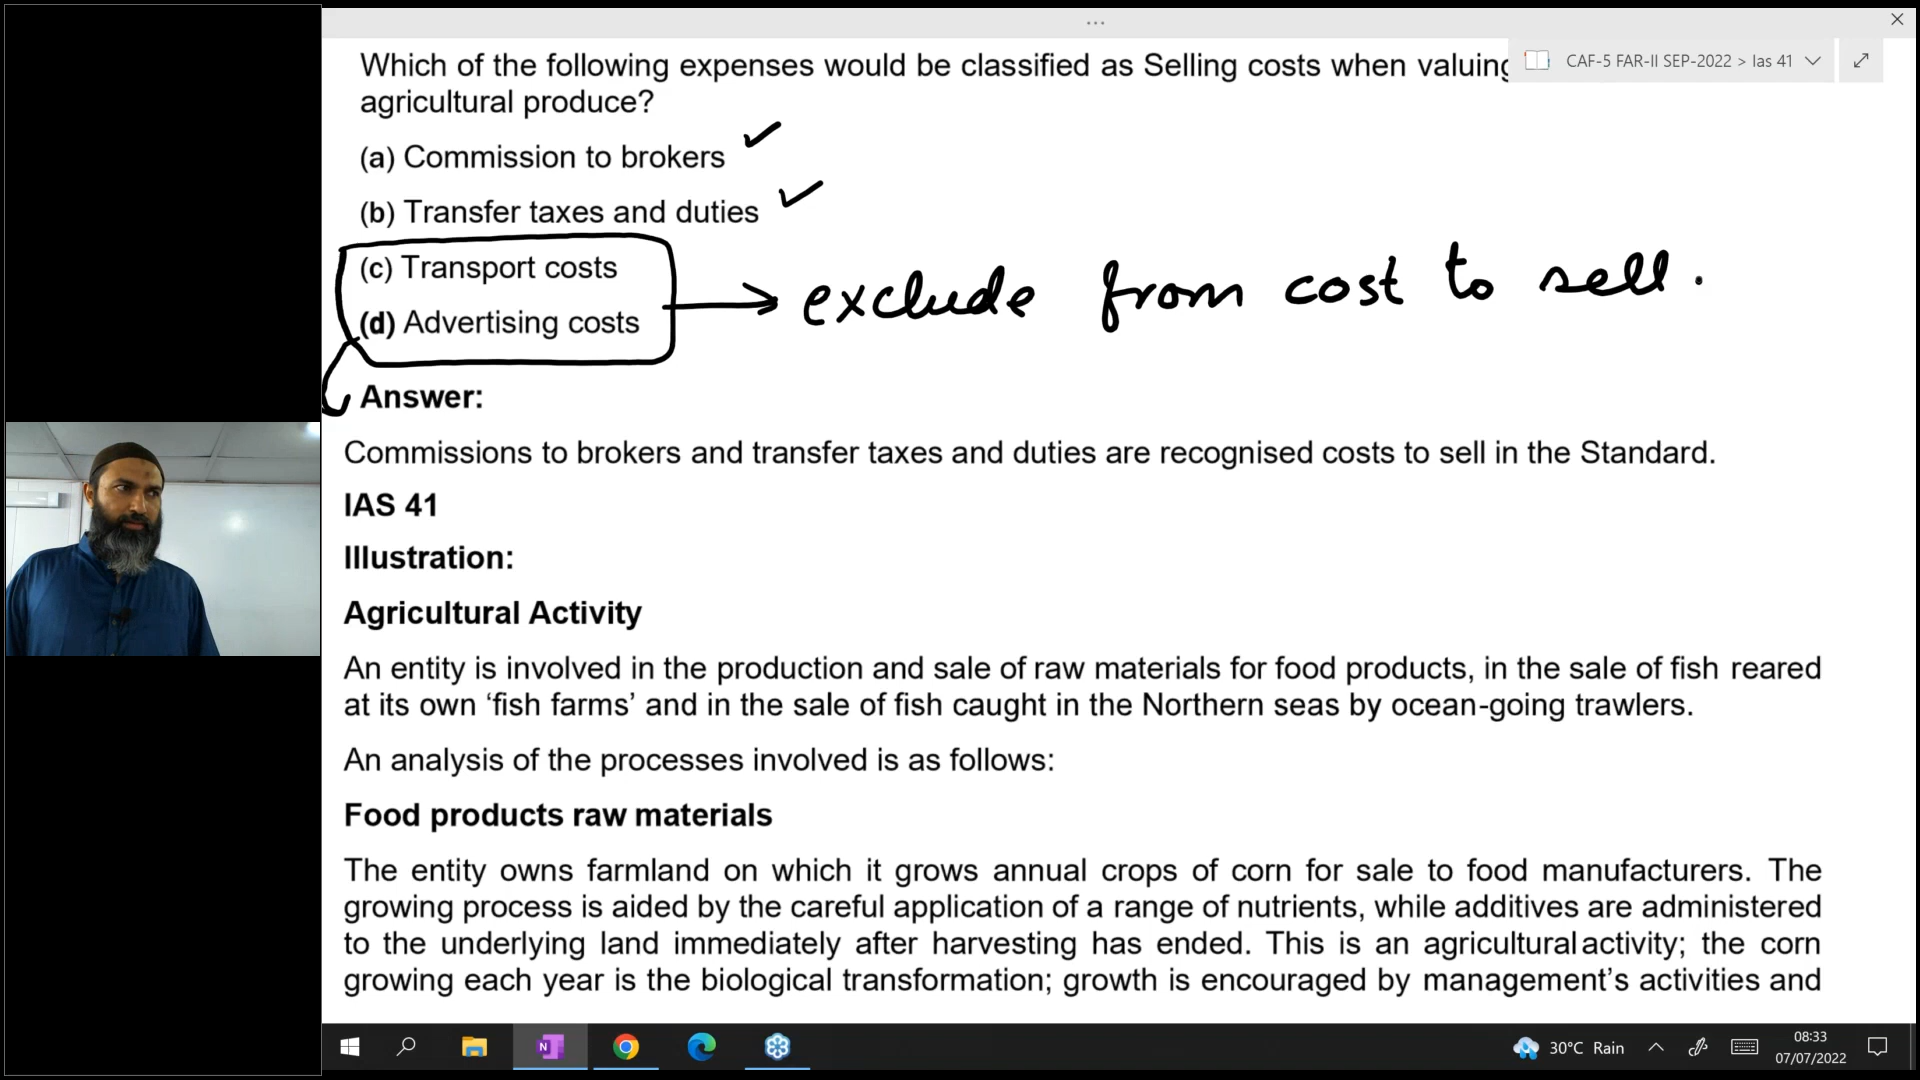 Which of the following expenses would be classified as Selling costs when valuing
CAF-5 FAR-II SEP-2022 > Ias 41
agricultural produce?
(a) Commission to brokers
(b) Transfer taxes and duties
(c) Transport costs
(d) Advertising costs
exclude from cost to sell.
Answer:
Commissions to brokers and transfer taxes and duties are recognised costs to sell in the Standard.
IAS 41
Illustration:
Agricultural Activity
An entity is involved in the production and sale of raw materials for food products, in the sale of fish reared
at its own ‘fish farms’ and in the sale of fish caught in the Northern seas by ocean-going trawlers.
An analysis of the processes involved is as follows:
Food products raw materials
The entity owns farmland on which it grows annual crops of corn for sale to food manufacturers. The
growing process is aided by the careful application of a range of nutrients, while additives are administered
to the underlying land immediately after harvesting has ended. This is an agricultural activity; the corn
growing each year is the biological transformation; growth is encouraged by management’s activities and
N
30°C Rain
08:33
07/07/2022